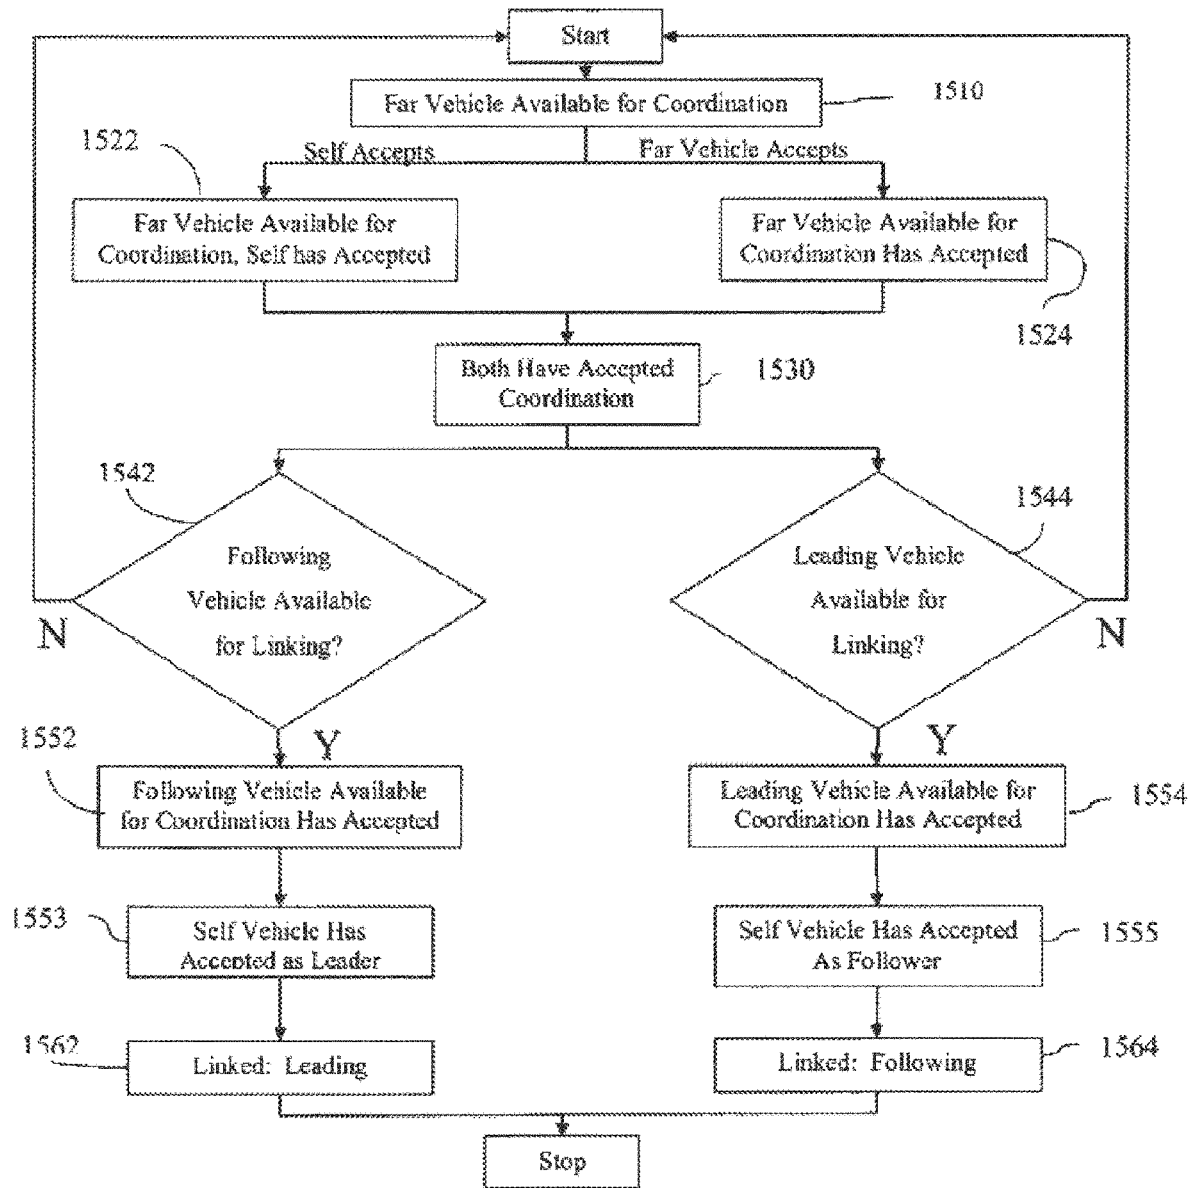 Start
Far Vehicle Available for Coordination
1510
1522
Self Accepts
Far Vehicle Accepts
Far Vehicle Available for
Coordination, Self has Accepted
Far Vehicle Available for
Coordination Has Accepted
1524
Both Have Accepted
Coordination
1530
1542
Following
Vehicle Available
for Linking?
N
Y
1544
Leading Vehicle
Available for
Linking?
N
Y
1552
Following Vehicle Available
for Coordination Has Accepted
Leading Vehicle Available for
Coordination Has Accepted
1554
1553
Self Vehicle Has
Accepted as Leader
Self Vehicle Has Accepted
As Follower
1555
1562
Linked: Leading
Linked: Following
1564
Stop